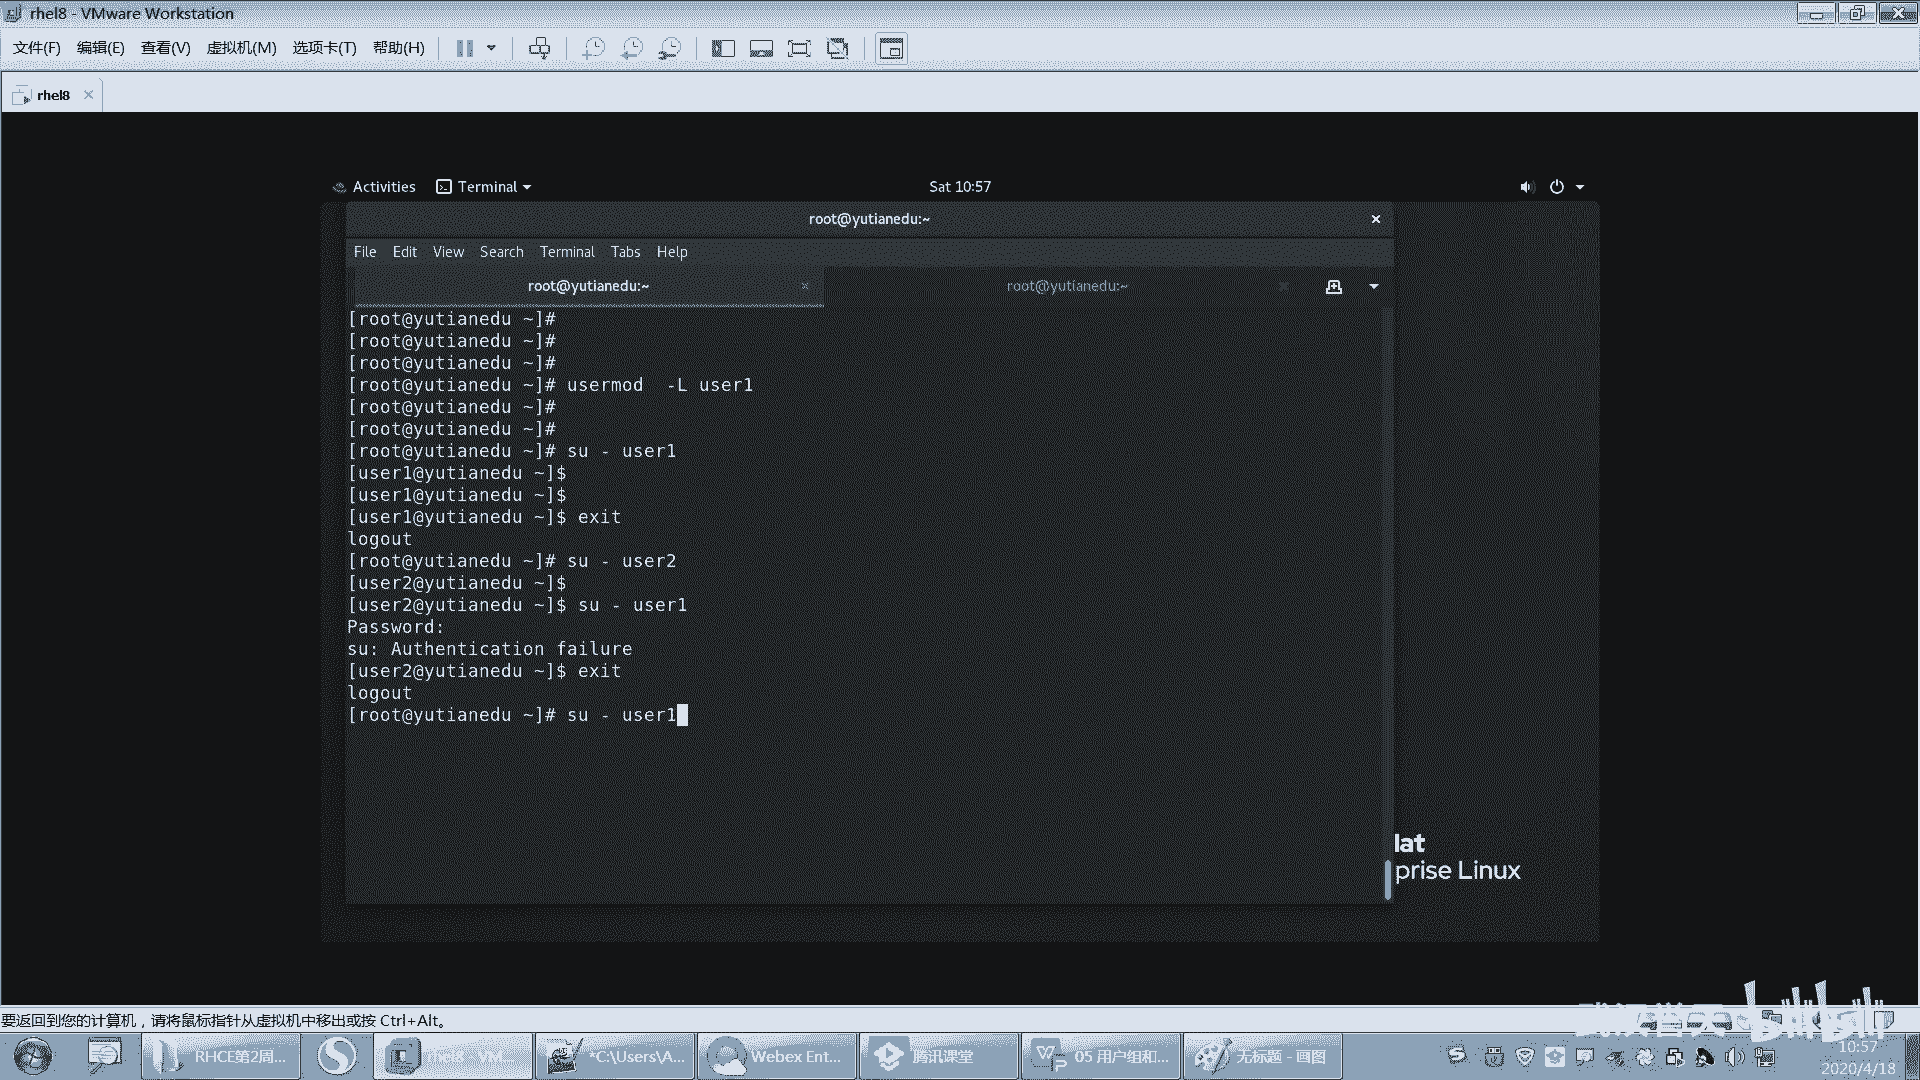 rhel8 - VMware Workstation
文件(F) 编辑(E) 查看(V) 虚拟机(M) 选项卡(T) 帮助(H)
rhel8
Activities Terminal Sat 10:57
root@yutianedu:~
File Edit View Search Terminal Tabs Help
root@yutianedu:~ root@yutianedu:~
[root@yutianedu ~]#
[root@yutianedu ~]#
[root@yutianedu ~]#
[root@yutianedu ~]# usermod  -L user1
[root@yutianedu ~]#
[root@yutianedu ~]#
[root@yutianedu ~]# su - user1
[user1@yutianedu ~]$
[user1@yutianedu ~]$
[user1@yutianedu ~]$ exit
logout
[root@yutianedu ~]# su - user2
[user2@yutianedu ~]$
[user2@yutianedu ~]$ su - user1
Password:
su: Authentication failure
[user2@yutianedu ~]$ exit
logout
[root@yutianedu ~]# su - user1
lat
prise Linux
要返回到您的计算机，请将鼠标指针从虚拟机中移出或按 Ctrl+Alt。
RHCE第2周... rhel8 - VM... *C:\Users\A... Webex Ent... 腾讯课堂 05 用户组和... 无标题 - 画图
10:57
2020/4/18
bilibili